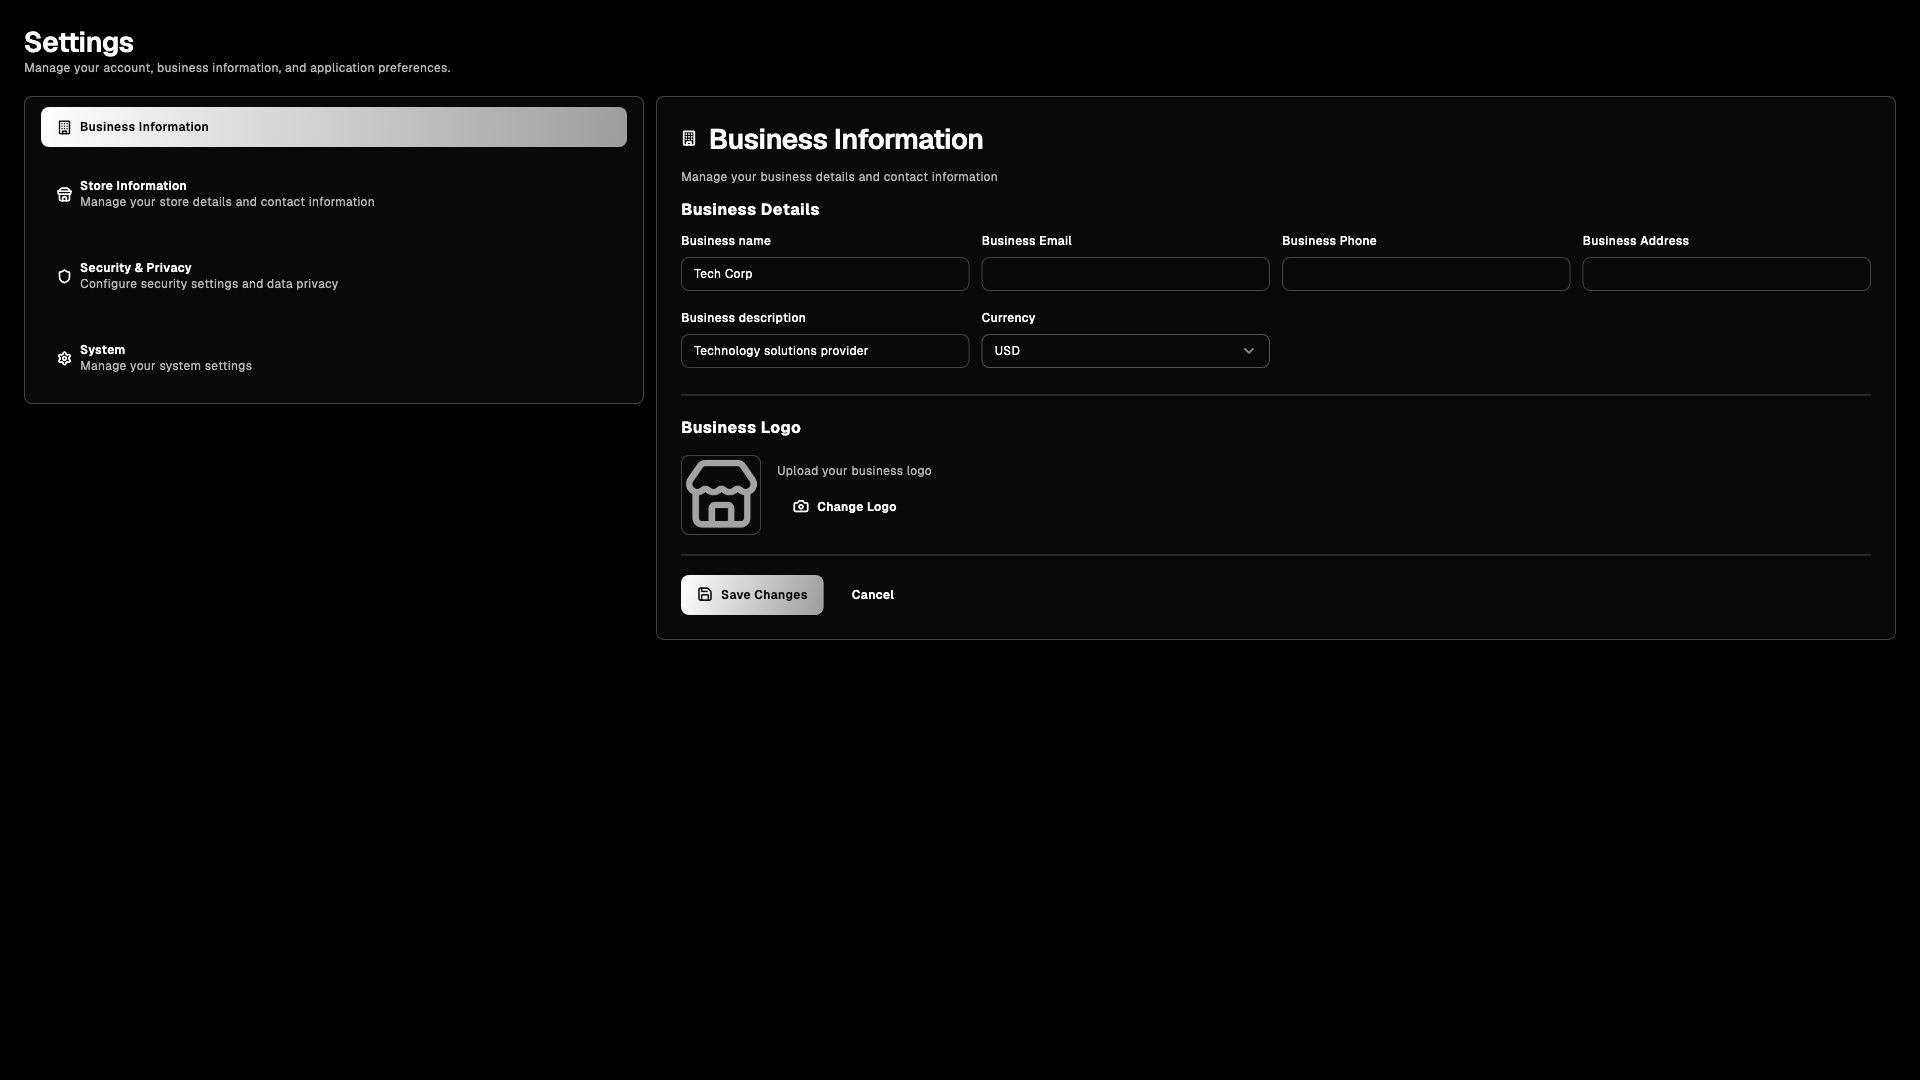 Settings
Manage your account, business information, and application preferences.
Business Information
Store Information
Manage your store details and contact information
Security & Privacy
Configure security settings and data privacy
System
Manage your system settings
Business Information
Manage your business details and contact information
Business Details
Business name
Business Email
Business Phone
Business Address
Tech Corp
Business description
Currency
Technology solutions provider
USD
Business Logo
Upload your business logo
Change Logo
Save Changes
Cancel